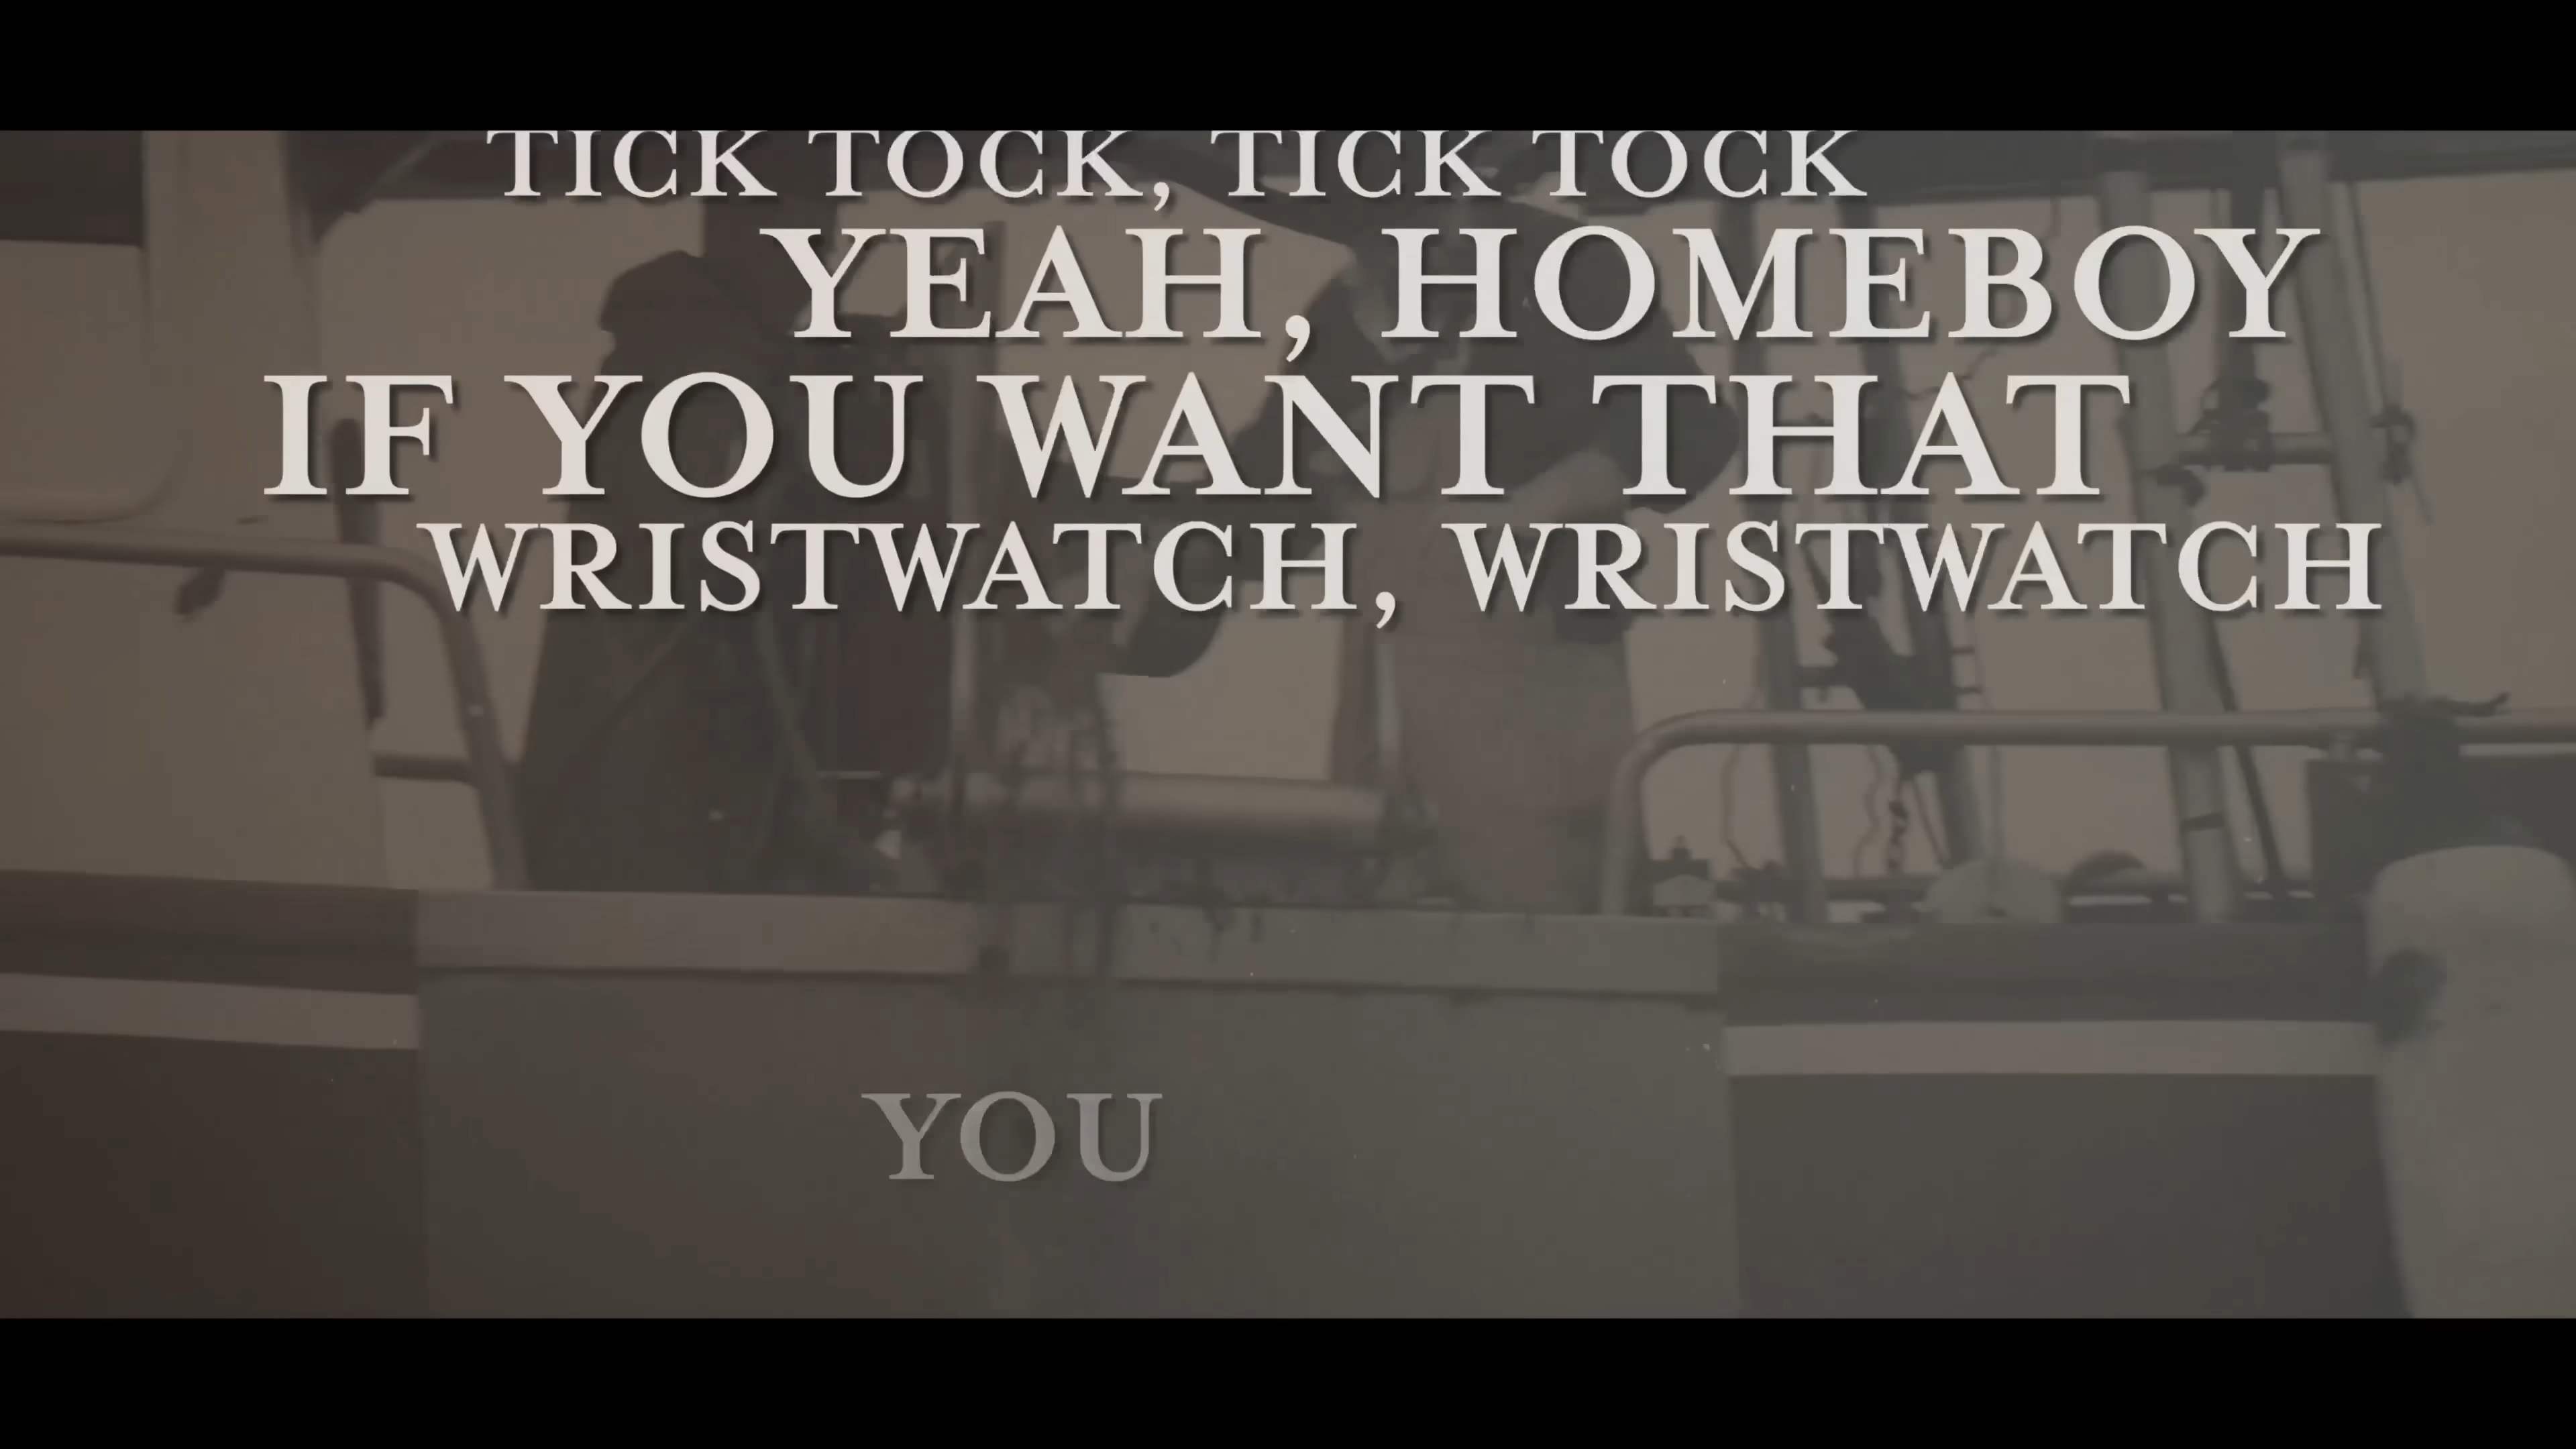 TICK TOCK, TICK TOCK
YEAH, HOMEBOY
IF YOU WANT THAT
WRISTWATCH, WRISTWATCH
YOU